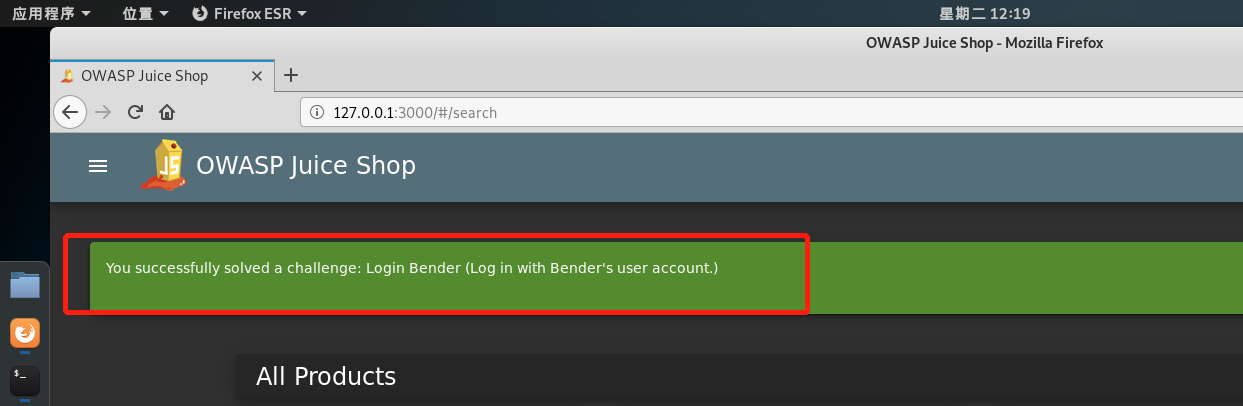 应用程序 位置 Firefox ESR 星期二 12:19
OWASP Juice Shop - Mozilla Firefox
OWASP Juice Shop
127.0.0.1:3000/#/search
JS OWASP Juice Shop
You successfully solved a challenge: Login Bender (Log in with Bender's user account.)
$_
All Products